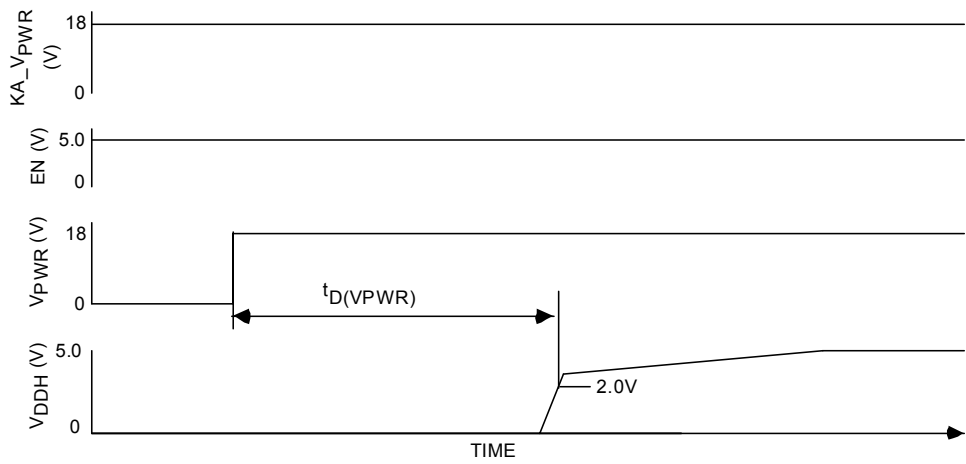 KA_VPWR
(V)
18
0
EN (V)
5.0
0
VPWR (V)
18
0
tD(VPWR)
VDDH (V)
5.0
0
2.0V
TIME